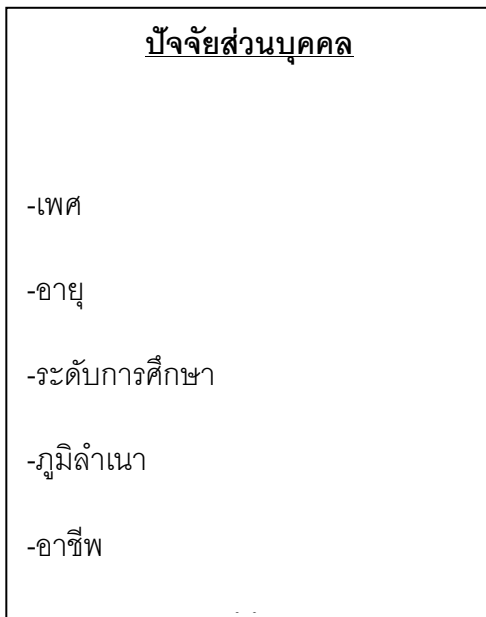 ปัจจัยส่วนบุคคล
-เพศ
-อายุ
-ระดับการศึกษา
-ภูมิลำเนา
-อาชีพ